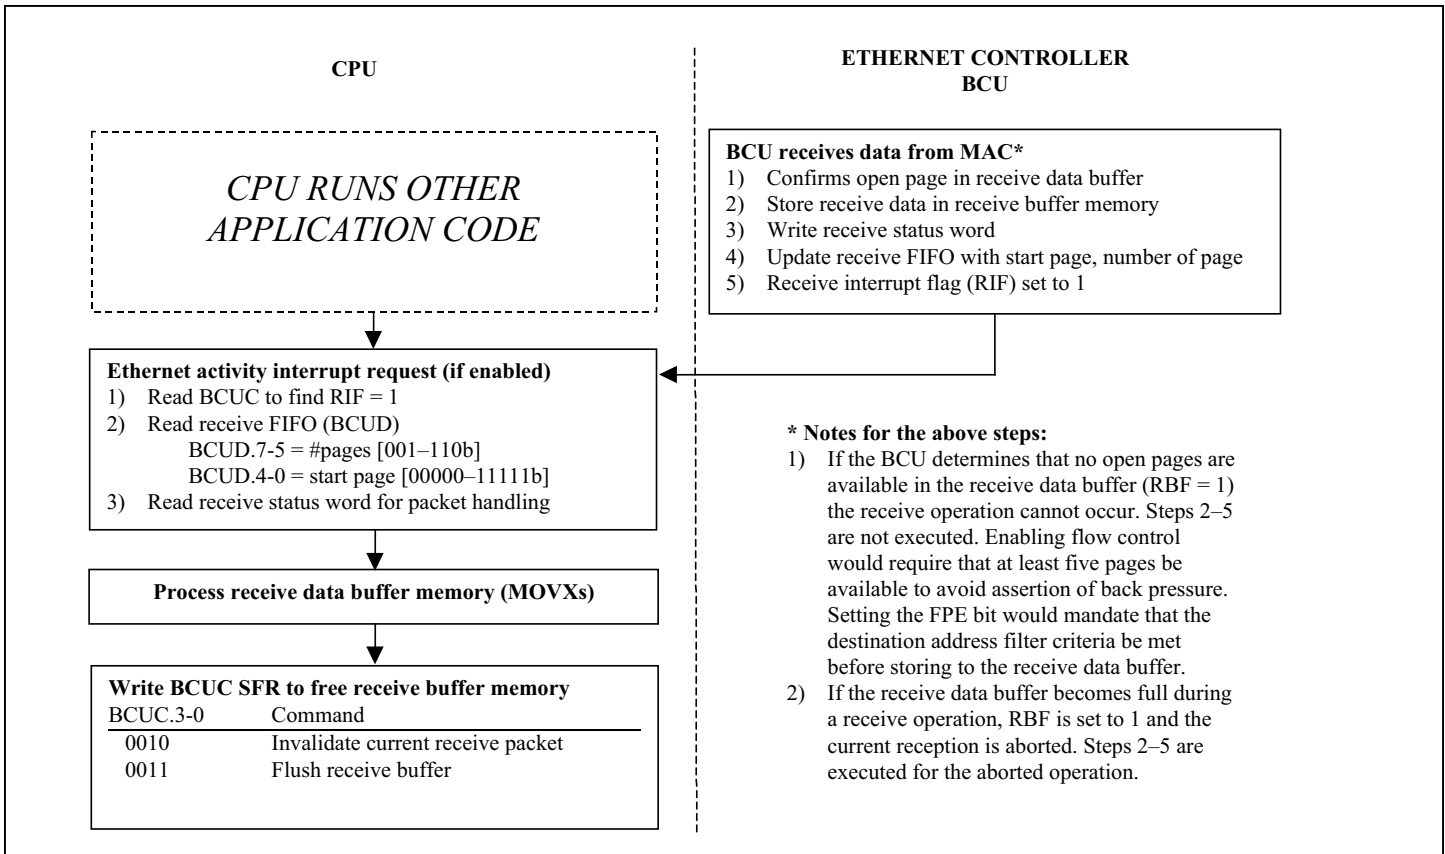 CPU
CPU RUNS OTHER
APPLICATION CODE
Ethernet activity interrupt request (if enabled)
1) Read BCUC to find RIF = 1
2) Read receive FIFO (BCUD)
BCUD.7-5 = #pages [001–110b]
BCUD.4-0 = start page [00000–11111b]
3) Read receive status word for packet handling
Process receive data buffer memory (MOVXs)
Write BCUC SFR to free receive buffer memory
BCUC.3-0 Command
0010 Invalidate current receive packet
0011 Flush receive buffer
ETHERNET CONTROLLER
BCU
BCU receives data from MAC*
1) Confirms open page in receive data buffer
2) Store receive data in receive buffer memory
3) Write receive status word
4) Update receive FIFO with start page, number of page
5) Receive interrupt flag (RIF) set to 1
* Notes for the above steps:
1) If the BCU determines that no open pages are
available in the receive data buffer (RBF = 1)
the receive operation cannot occur. Steps 2–5
are not executed. Enabling flow control
would require that at least five pages be
available to avoid assertion of back pressure.
Setting the FPE bit would mandate that the
destination address filter criteria be met
before storing to the receive data buffer.
2) If the receive data buffer becomes full during
a receive operation, RBF is set to 1 and the
current reception is aborted. Steps 2–5 are
executed for the aborted operation.